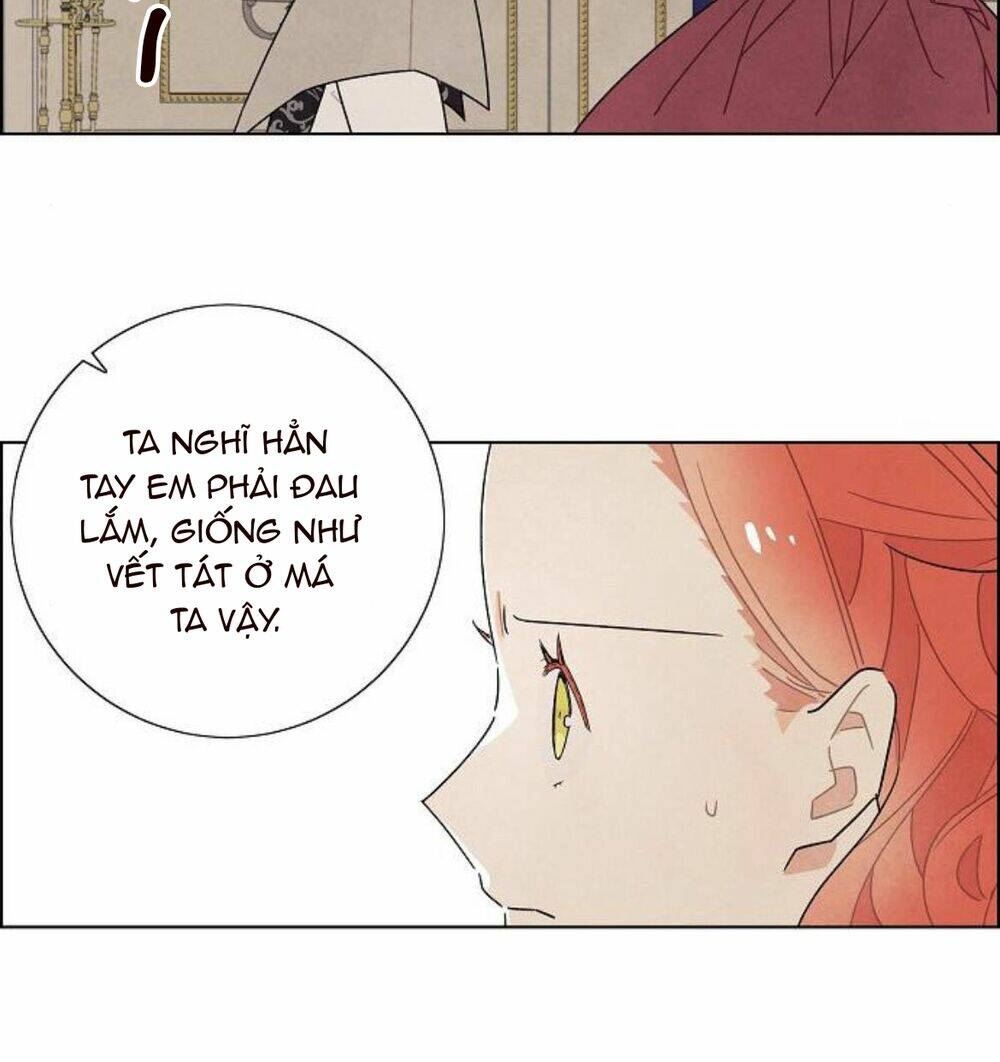 TA NGHĨ HẲN
TAY EM PHẢI ĐAU
LẮM, GIỐNG NHƯ
VẾT TÁT Ở MÁ
TA VẬY.